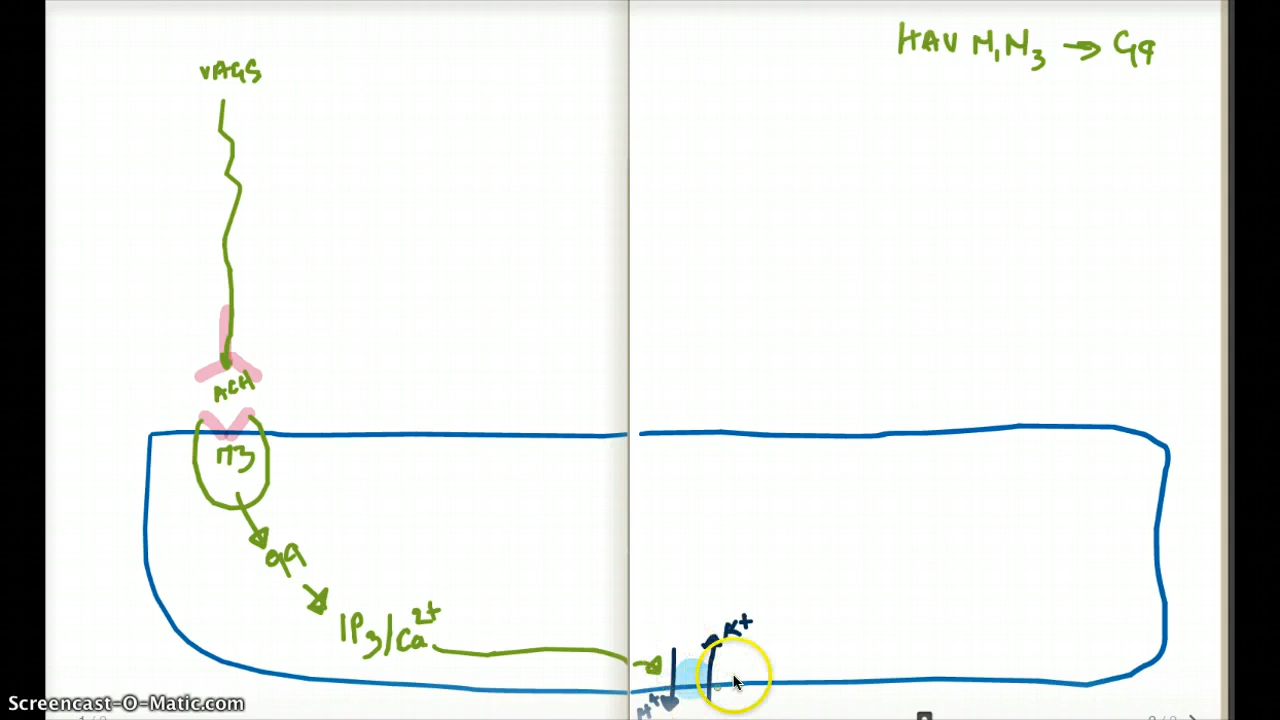 HAV M1M3 → Gq
VAGS
ACH
M3
Gq
IP3/Ca2+
K+
H+
Screencast-O-Matic.com